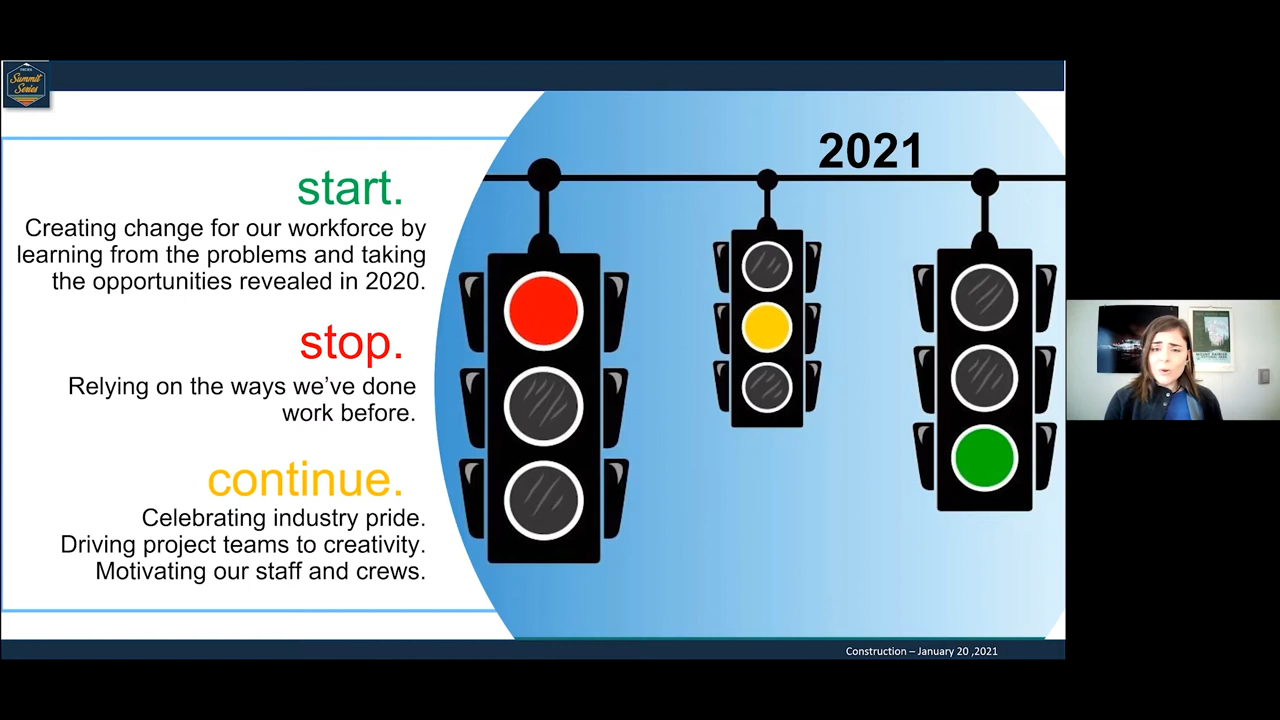 Summit
Series
2021
start.
Creating change for our workforce by
learning from the problems and taking
the opportunities revealed in 2020.
stop.
Relying on the ways we've done
work before.
continue.
Celebrating industry pride.
Driving project teams to creativity.
Motivating our staff and crews.
Construction – January 20 ,2021